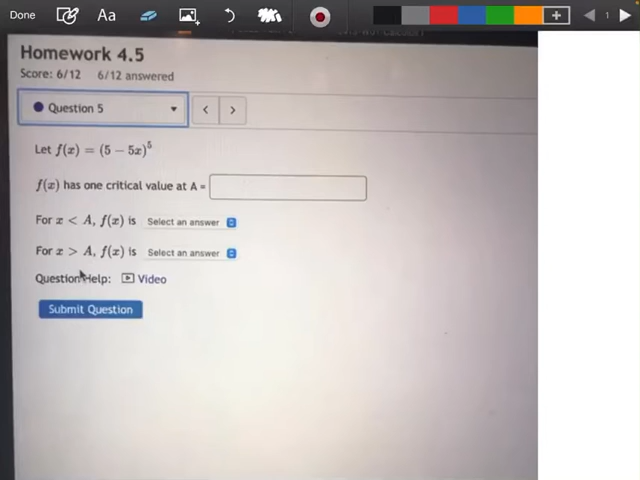 Done
Aa
1
Homework 4.5
Score: 6/12 6/12 answered
Question 5
Let f(x) = (5 − 5x)⁵
f(x) has one critical value at A =
For x < A, f(x) is Select an answer
For x > A, f(x) is Select an answer
Question Help: Video
Submit Question